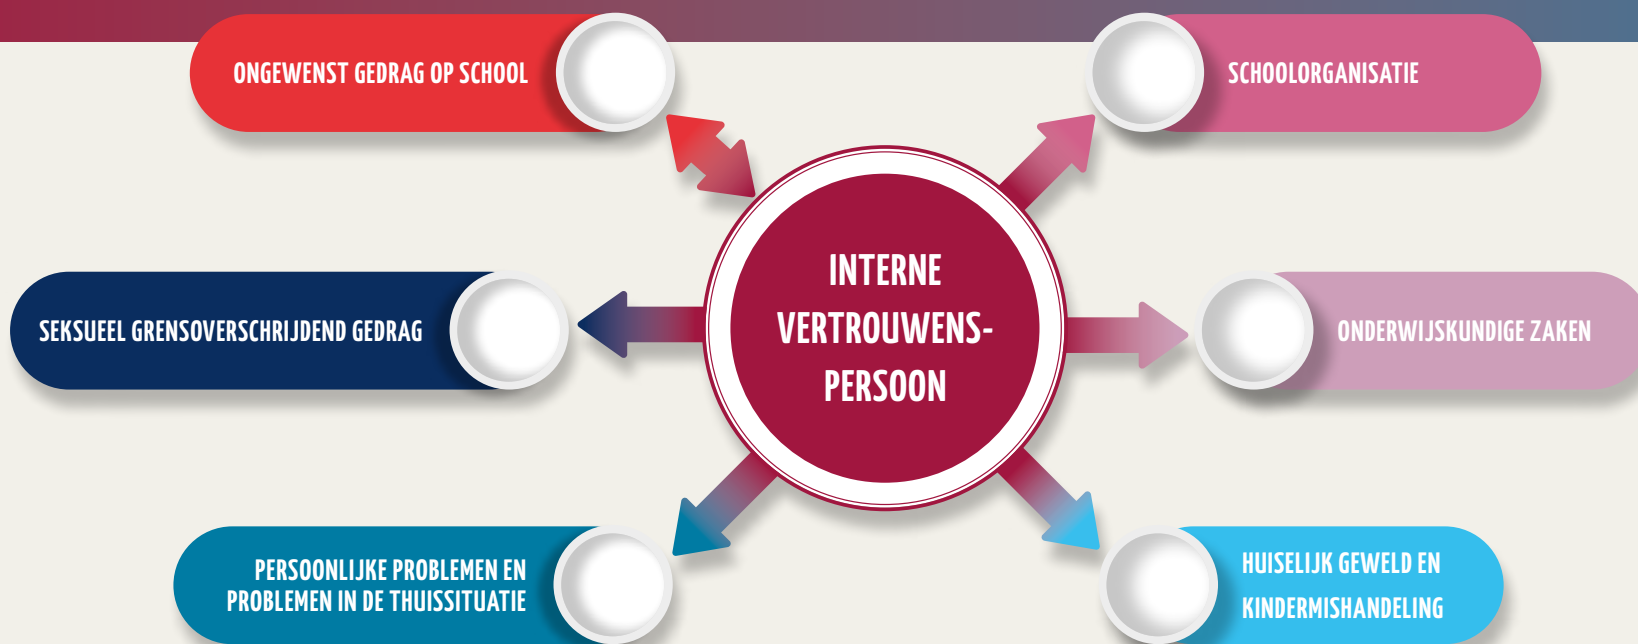 ONGEWENST GEDRAG OP SCHOOL
SCHOOLORGANISATIE
SEKSUEEL GRENSOVERSCHRIJDEND GEDRAG
INTERNE
VERTROUWENS-
PERSOON
ONDERWIJSKUNDIGE ZAKEN
PERSOONLIJKE PROBLEMEN EN
PROBLEMEN IN DE THUISSITUATIE
HUISELIJK GEWELD EN
KINDERMISHANDELING